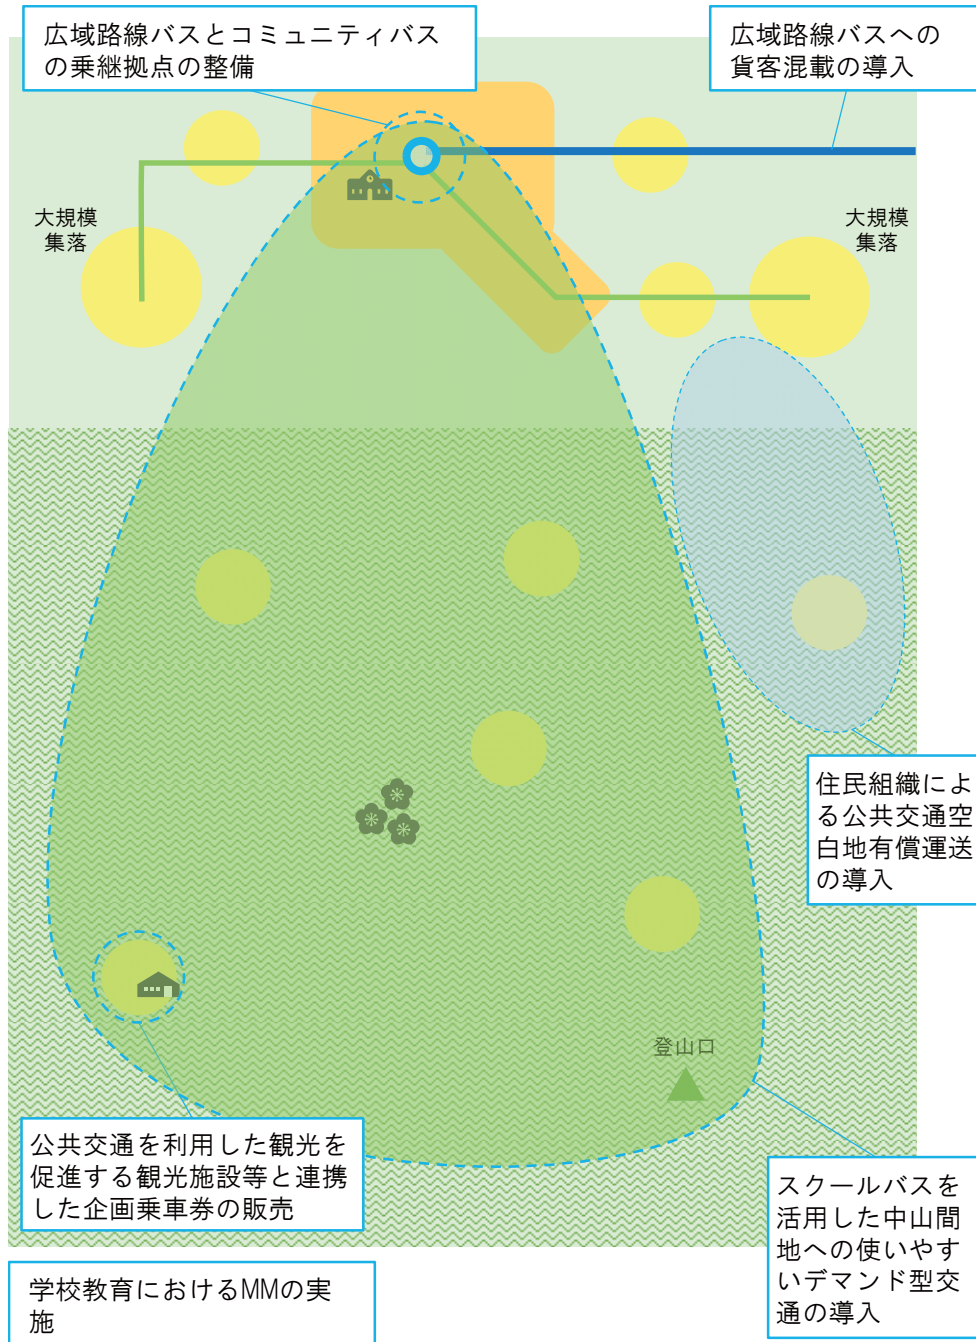 広域路線バスとコミュニティバス
の乗継拠点の整備
広域路線バスへの
貨客混載の導入
大規模
集落
大規模
集落
住民組織によ
る公共交通空
白地有償運送
の導入
登山口
公共交通を利用した観光を
促進する観光施設等と連携
した企画乗車券の販売
スクールバスを
活用した中山間
地への使いやす
いデマンド型交
通の導入
学校教育におけるMMの実
施